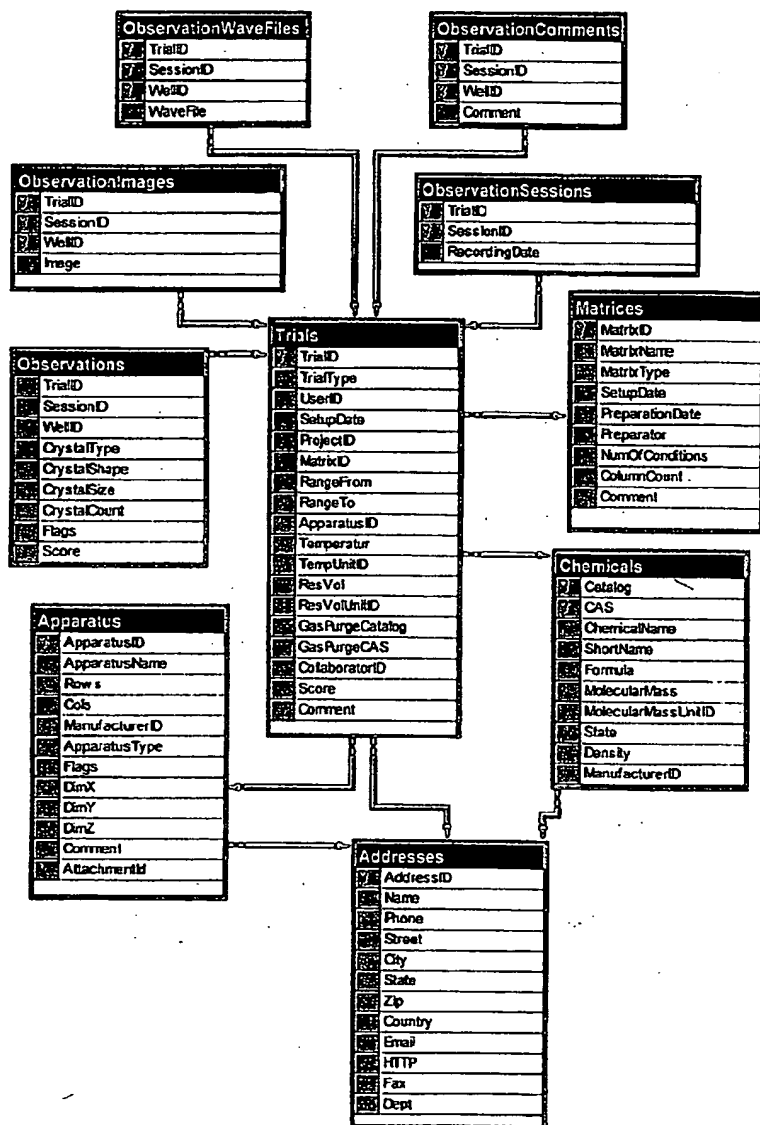 ObservationWaveFiles
TrialID
SessionID
WellID
WaveFile
ObservationComments
TrialID
SessionID
WellID
Comment
ObservationImages
TrialID
SessionID
WellID
Image
ObservationSessions
TrialID
SessionID
RecordingDate
Matrices
MatrixID
MatrixName
MatrixType
SetupDate
PreparationDate
Preparator
NumOfConditions
ColumnCount
Comment
Trials
TrialID
TrialType
UserID
SetupDate
ProjectID
MatrixID
RangeFrom
RangeTo
ApparatusID
Temperatur
TempUnitID
ResVol
ResVolUnitID
GasPurgeCatalog
GasPurgeCAS
CollaboratorID
Score
Comment
Observations
TrialID
SessionID
WellID
CrystalType
CrystalShape
CrystalSize
CrystalCount
Flags
Score
Chemicals
Catalog
CAS
ChemicalName
ShortName
Formula
MolecularMass
MolecularMassUnitID
State
Density
ManufacturerID
Apparatus
ApparatusID
ApparatusName
Rows
Cols
ManufacturerID
ApparatusType
Flags
DimX
DimY
DimZ
Comment
AttachmentId
Addresses
AddressID
Name
Phone
Street
City
State
Zip
Country
Email
HTTP
Fax
Dept